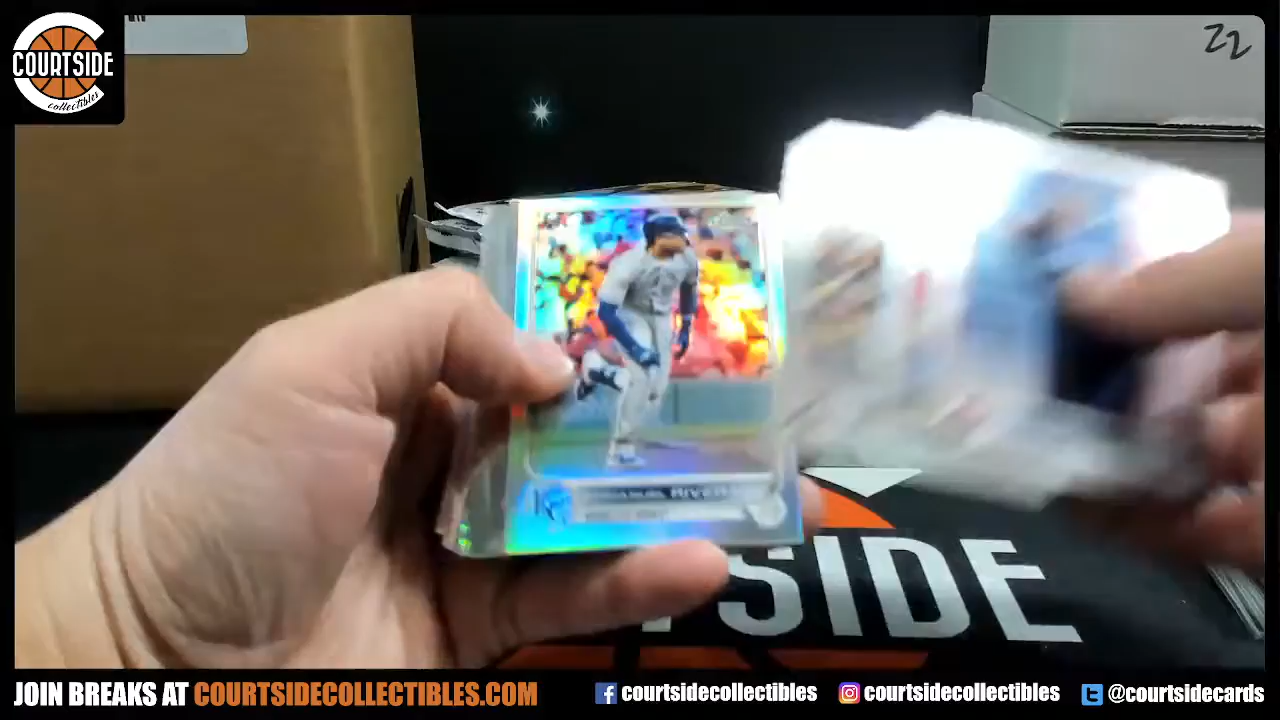 COURTSIDE
collectibles
22
SIDE
JOIN BREAKS AT COURTSIDECOLLECTIBLES.COM
courtsidecollectibles
courtsidecollectibles
@courtsidecards